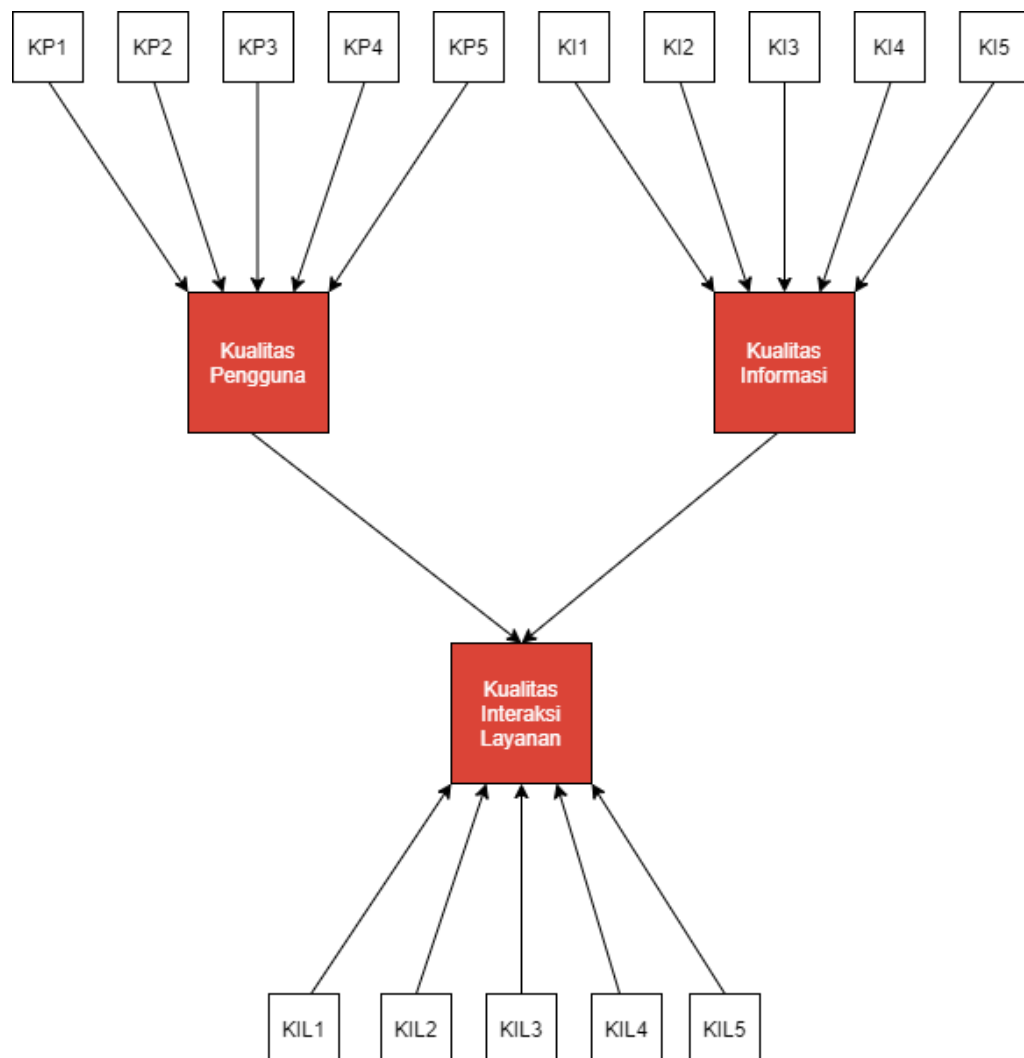 KP1
KP2
KP3
KP4
KP5
KI1
KI2
KI3
KI4
KI5
Kualitas
Pengguna
Kualitas
Informasi
Kualitas
Interaksi
Layanan
KIL1
KIL2
KIL3
KIL4
KIL5